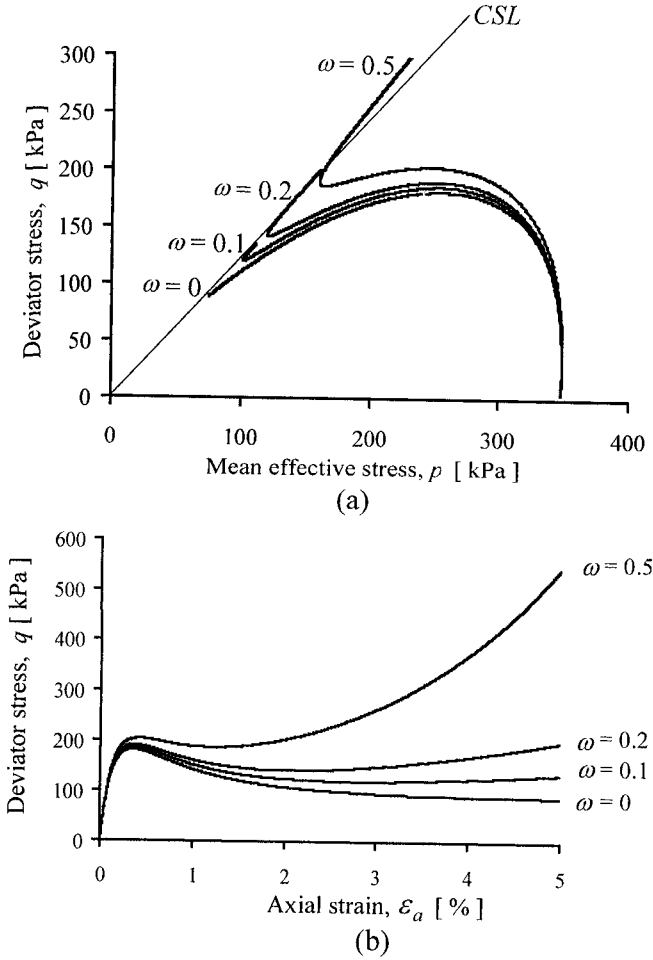 CSL
300
250
200
150
100
50
0
Deviator stress, q [ kPa]
ω = 0.5
ω = 0.2
ω = 0.1
ω = 0
0
100
200
300
400
Mean effective stress, p [ kPa ]
(a)
600
500
400
300
200
100
0
Deviator stress, q [ kPa]
ω = 0.5
ω = 0.2
ω = 0.1
ω = 0
0
1
2
3
4
5
Axial strain, εa [ % ]
(b)